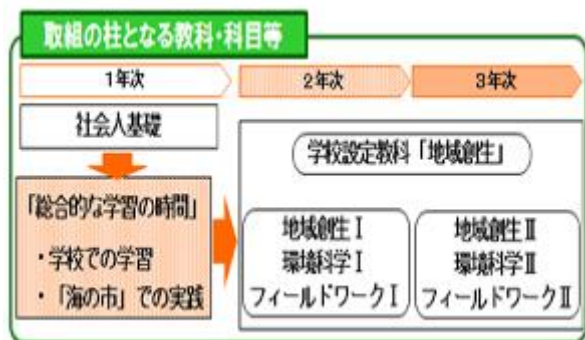 取組の柱となる教科・科目等
1年次
2年次
3年次
社会人基礎
「総合的な学習の時間」
・学校での学習
・「海の市」での実践
学校設定教科「地域創生」
地域創生Ⅰ
環境科学Ⅰ
フィールドワークⅠ
地域創生Ⅱ
環境科学Ⅱ
フィールドワークⅡ